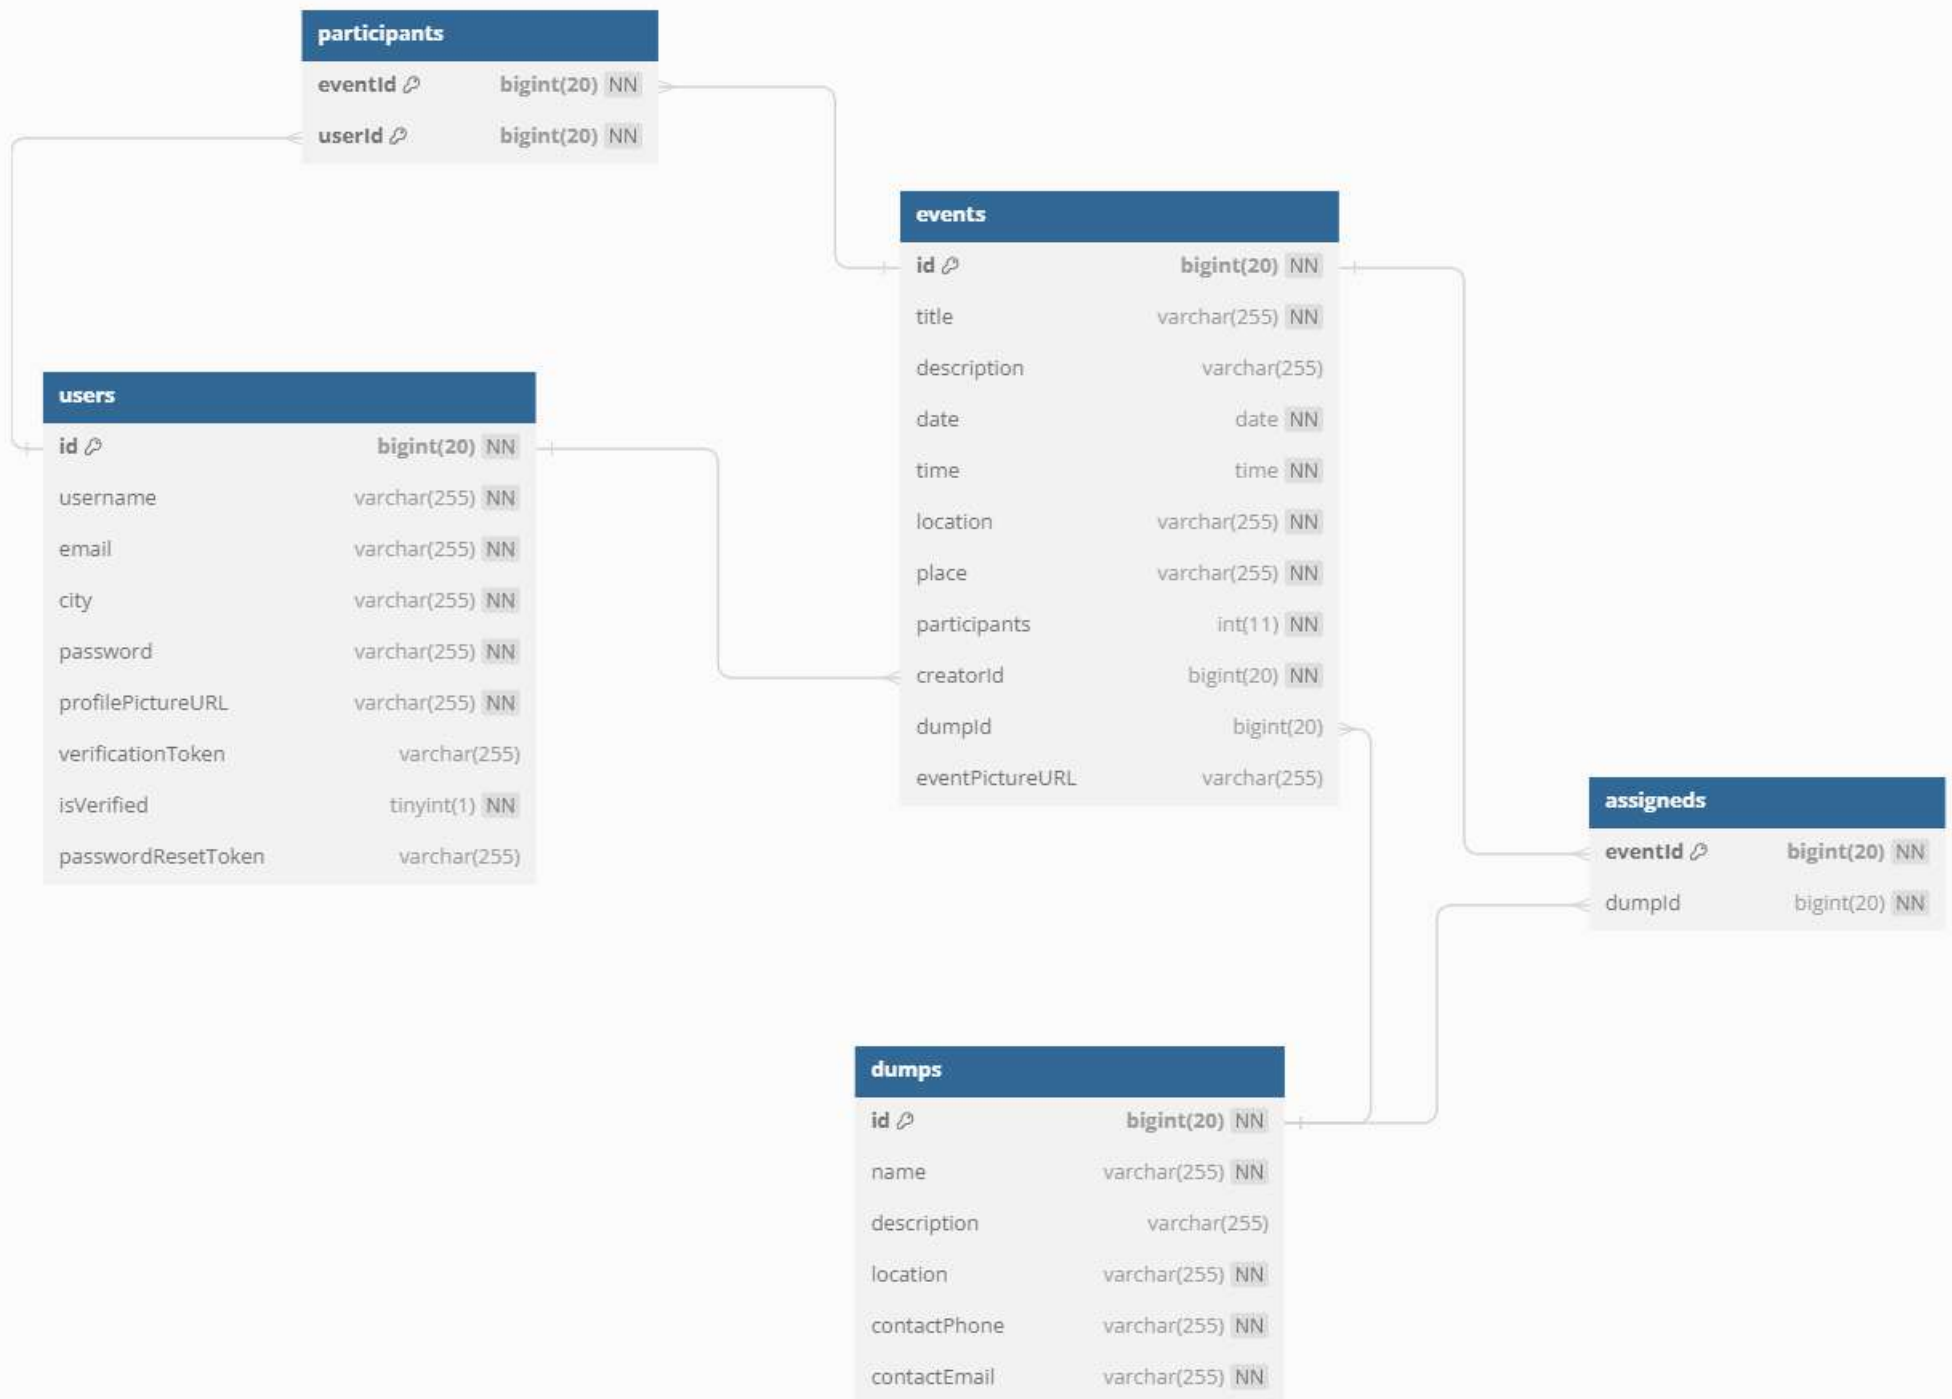 participants
eventId bigint(20) NN
userId bigint(20) NN
events
id bigint(20) NN
title varchar(255) NN
description varchar(255)
date date NN
time time NN
location varchar(255) NN
place varchar(255) NN
participants int(11) NN
creatorId bigint(20) NN
dumpId bigint(20)
eventPictureURL varchar(255)
users
id bigint(20) NN
username varchar(255) NN
email varchar(255) NN
city varchar(255) NN
password varchar(255) NN
profilePictureURL varchar(255) NN
verificationToken varchar(255)
isVerified tinyint(1) NN
passwordResetToken varchar(255)
assigneds
eventId bigint(20) NN
dumpId bigint(20) NN
dumps
id bigint(20) NN
name varchar(255) NN
description varchar(255)
location varchar(255) NN
contactPhone varchar(255) NN
contactEmail varchar(255) NN